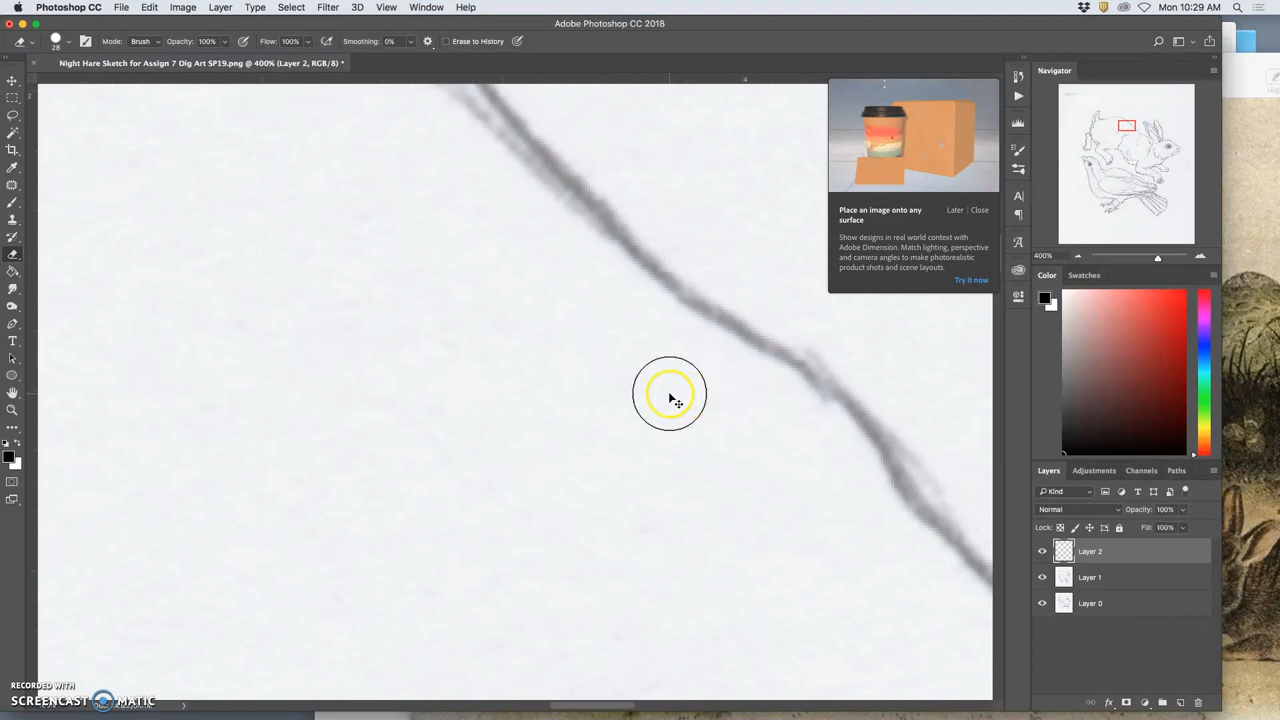 Photoshop CC File Edit Image Layer Type Select Filter 3D View Window Help Mon 10:29 AM
Adobe Photoshop CC 2018
28 Mode: Brush Opacity: 100% Flow: 100% Smoothing: 0% Erase to History
Night Hare Sketch for Assign 7 Dig Art SP19.png @ 400% (Layer 2, RGB/8) *
Navigator
2
4
Place an image onto any
surface
Later Close
Show designs in real world context with
Adobe Dimension. Match lighting, perspective
and camera angles to make photorealistic
product shots and scene layouts.
Try it now
400%
Color Swatches
Layers Adjustments Channels Paths
Kind
Normal Opacity: 100%
Lock: Fill: 100%
Layer 2
Layer 1
Layer 0
RECORDED WITH
SCREENCAST MATIC